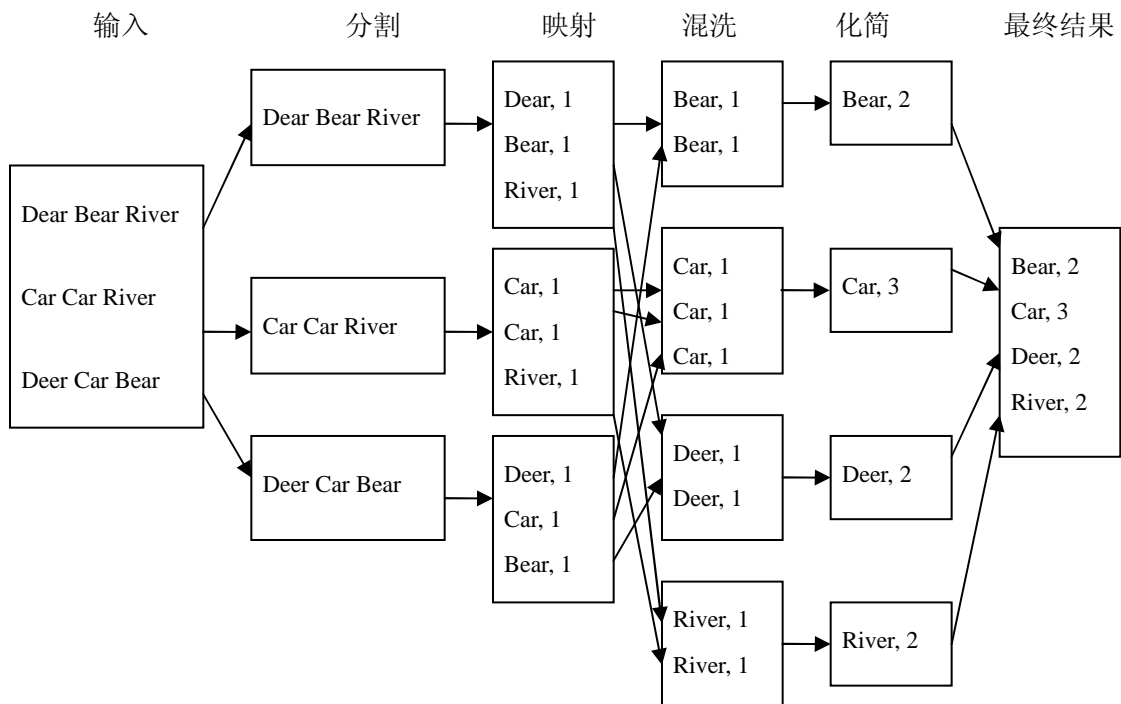 输入
分割
映射
混洗
化简
最终结果
Dear Bear River
Car Car River
Deer Car Bear
Dear Bear River
Car Car River
Deer Car Bear
Dear, 1
Bear, 1
River, 1
Car, 1
Car, 1
River, 1
Deer, 1
Car, 1
Bear, 1
Bear, 1
Bear, 1
Car, 1
Car, 1
Car, 1
Deer, 1
Deer, 1
River, 1
River, 1
Bear, 2
Car, 3
Deer, 2
River, 2
Bear, 2
Car, 3
Deer, 2
River, 2